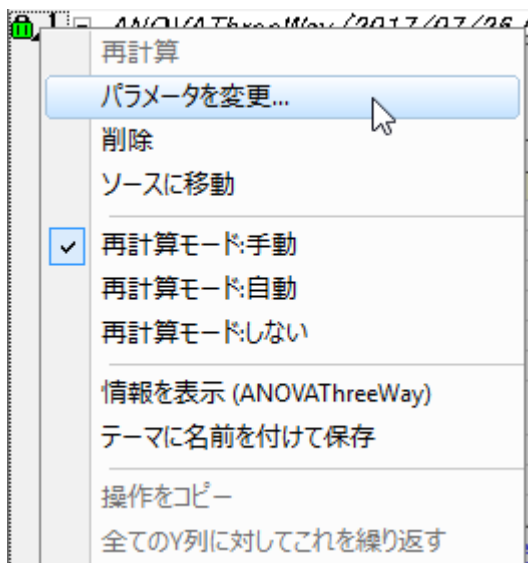 1 ANOVAThreeWay (2017/07/26
再計算
パラメータを変更...
削除
ソースに移動
再計算モード:手動
再計算モード:自動
再計算モード:しない
情報を表示 (ANOVAThreeWay)
テーマに名前を付けて保存
操作をコピー
全てのY列に対してこれを繰り返す